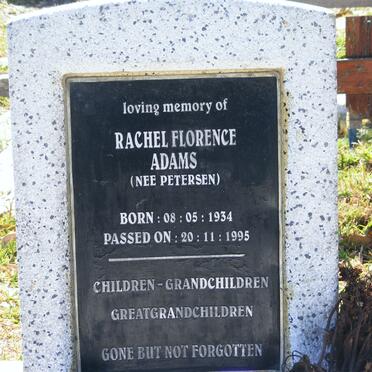 loving memory of
RACHEL FLORENCE
ADAMS
(NEE PETERSEN)
BORN : 08 : 05 : 1934
PASSED ON : 20 : 11 : 1995
CHILDREN - GRANDCHILDREN
GREATGRANDCHILDREN
GONE BUT NOT FORGOTTEN